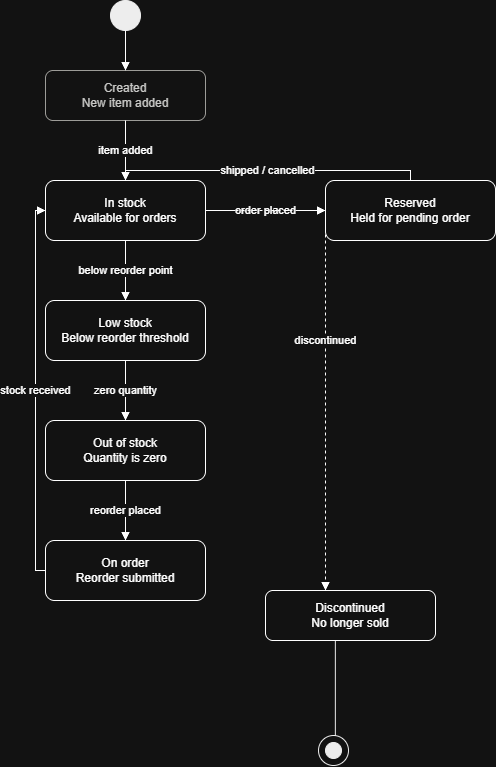 Created
New item added
item added
shipped / cancelled
In stock
Available for orders
order placed
Reserved
Held for pending order
below reorder point
Low stock
Below reorder threshold
discontinued
stock received
zero quantity
Out of stock
Quantity is zero
reorder placed
On order
Reorder submitted
Discontinued
No longer sold